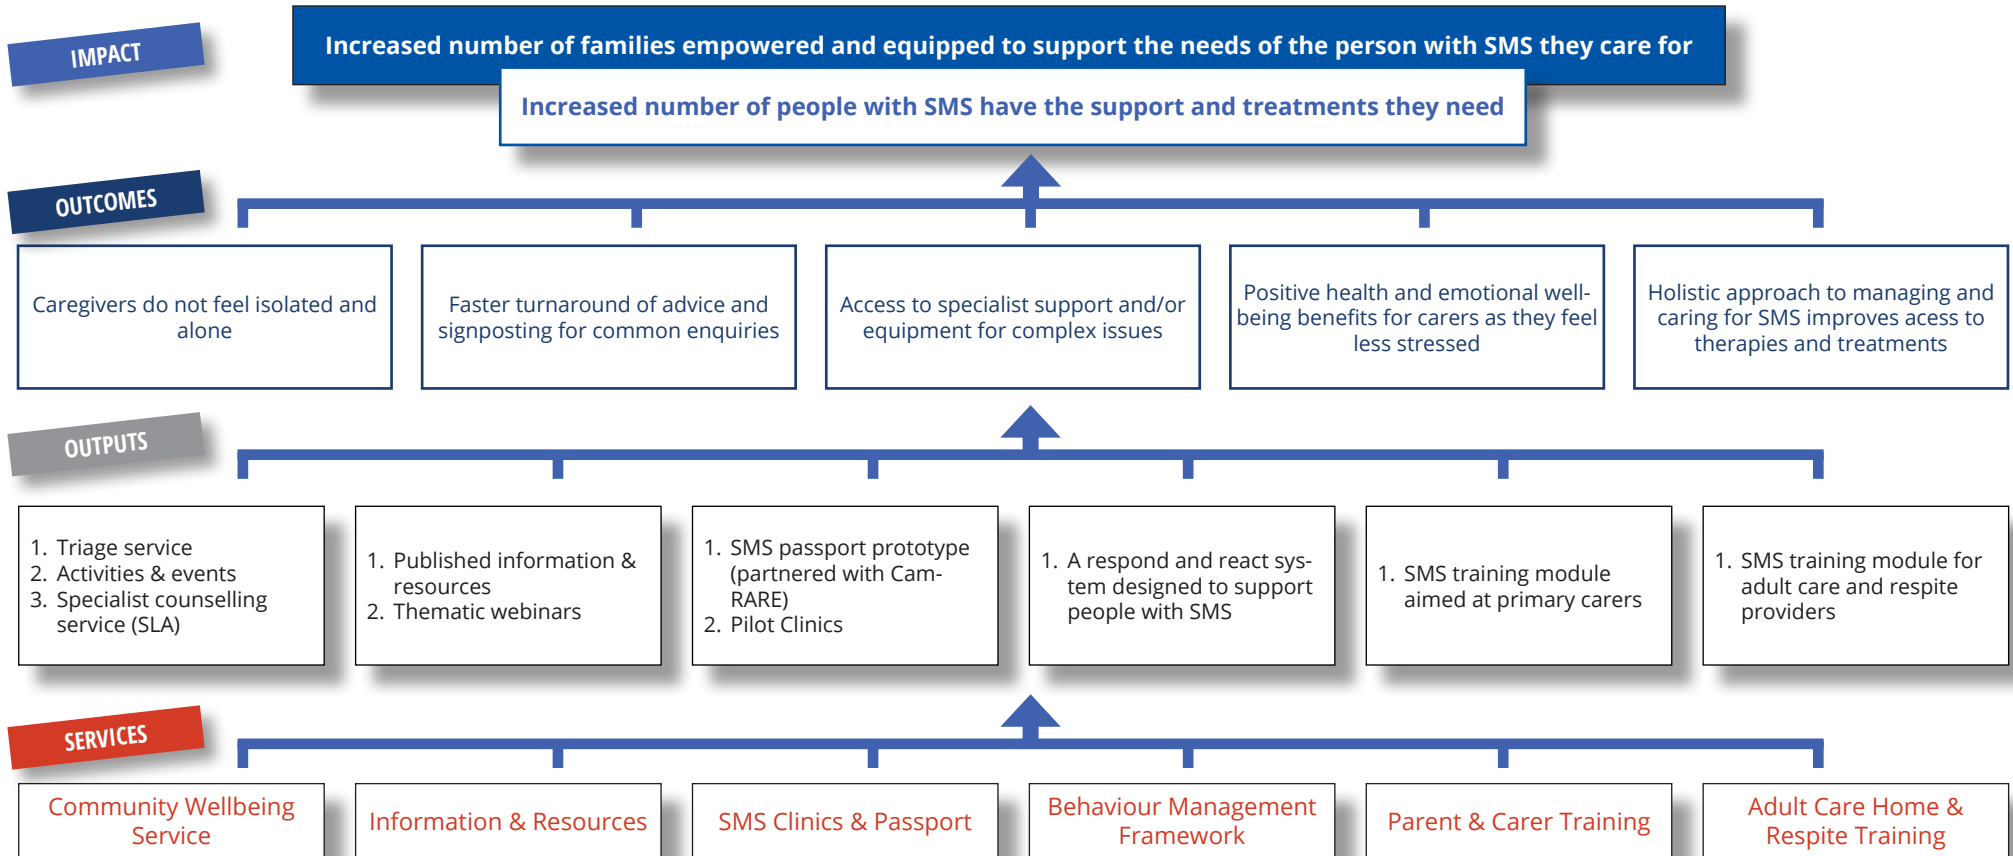 IMPACT
Increased number of families empowered and equipped to support the needs of the person with SMS they care for
Increased number of people with SMS have the support and treatments they need
OUTCOMES
Caregivers do not feel isolated and
alone
Faster turnaround of advice and
signposting for common enquiries
Access to specialist support and/or
equipment for complex issues
Positive health and emotional well-
being benefits for carers as they feel
less stressed
Holistic approach to managing and
caring for SMS improves acess to
therapies and treatments
OUTPUTS
1. Triage service
2. Activities & events
3. Specialist counselling
service (SLA)
1. Published information &
resources
2. Thematic webinars
1. SMS passport prototype
(partnered with Cam-
RARE)
2. Pilot Clinics
1. A respond and react sys-
tem designed to support
people with SMS
1. SMS training module
aimed at primary carers
1. SMS training module for
adult care and respite
providers
SERVICES
Community Wellbeing
Service
Information & Resources
SMS Clinics & Passport
Behaviour Management
Framework
Parent & Carer Training
Adult Care Home &
Respite Training